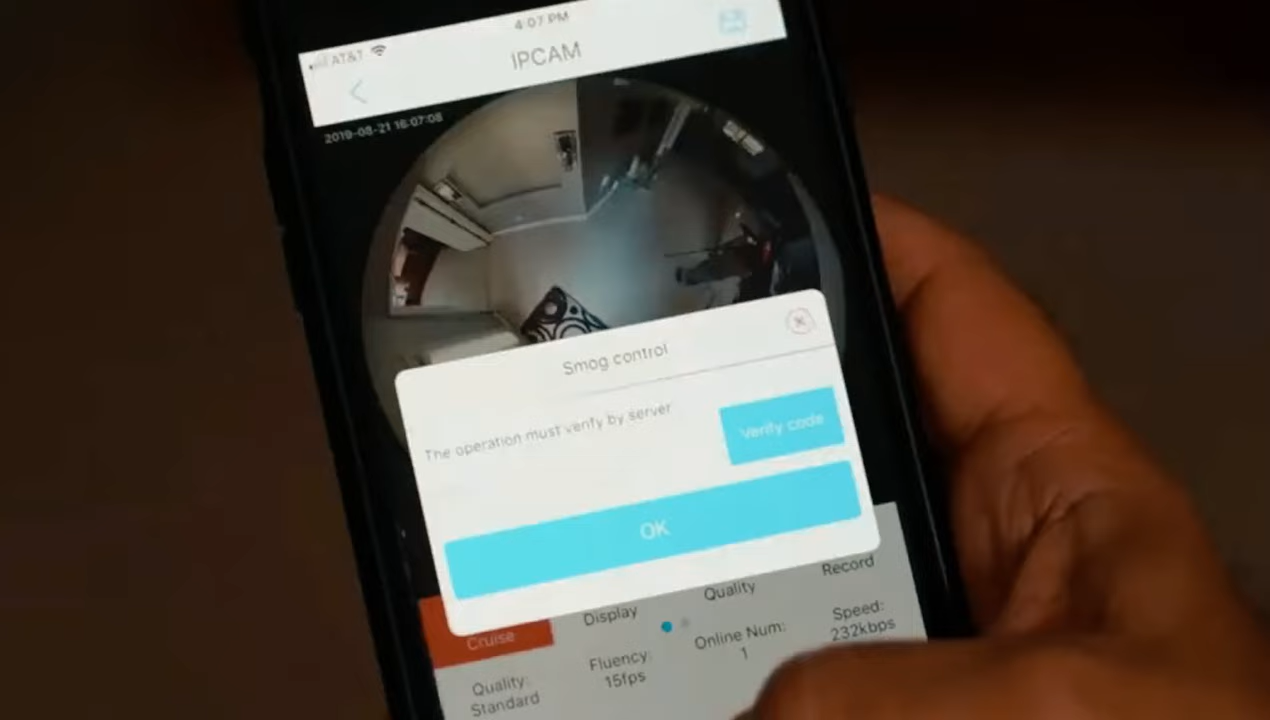 4:07 PM
AT&T
IPCAM
2019-08-21 16:07:08
Smog control
The operation must verify by server
Verify code
OK
Cruise
Display
Quality
Record
Quality:
Standard
Fluency:
15fps
Online Num:
1
Speed:
232kbps